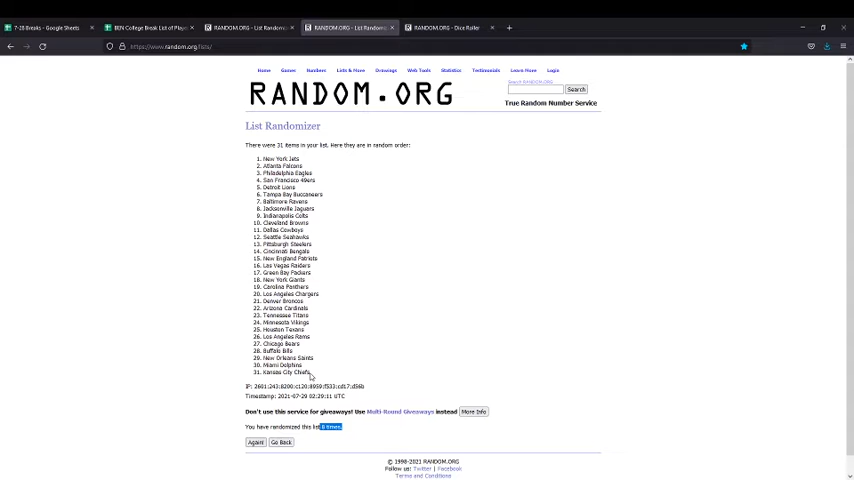 7-28 Breaks - Google Sheets
BEN College Break List of Playe
RANDOM.ORG - List Randomiz
RANDOM.ORG - List Randomiz
RANDOM.ORG - Dice Roller
https://www.random.org/lists/
Home Games Numbers Lists & More Drawings Web Tools Statistics Testimonials Learn More Login
Search RANDOM.ORG
Search
RANDOM.ORG
True Random Number Service
List Randomizer
There were 31 items in your list. Here they are in random order:
1. New York Jets
2. Atlanta Falcons
3. Philadelphia Eagles
4. San Francisco 49ers
5. Detroit Lions
6. Tampa Bay Buccaneers
7. Baltimore Ravens
8. Jacksonville Jaguars
9. Indianapolis Colts
10. Cleveland Browns
11. Dallas Cowboys
12. Seattle Seahawks
13. Pittsburgh Steelers
14. Cincinnati Bengals
15. New England Patriots
16. Las Vegas Raiders
17. Green Bay Packers
18. New York Giants
19. Carolina Panthers
20. Los Angeles Chargers
21. Denver Broncos
22. Arizona Cardinals
23. Tennessee Titans
24. Minnesota Vikings
25. Houston Texans
26. Los Angeles Rams
27. Chicago Bears
28. Buffalo Bills
29. New Orleans Saints
30. Miami Dolphins
31. Kansas City Chiefs
IP: 2601:243:8200:c120:8959:f533:cd17:d56b
Timestamp: 2021-07-29 02:29:11 UTC
Don't use this service for giveaways! Use Multi-Round Giveaways instead More Info
You have randomized this list 8 times.
Again! Go Back
© 1998-2021 RANDOM.ORG
Follow us: Twitter | Facebook
Terms and Conditions